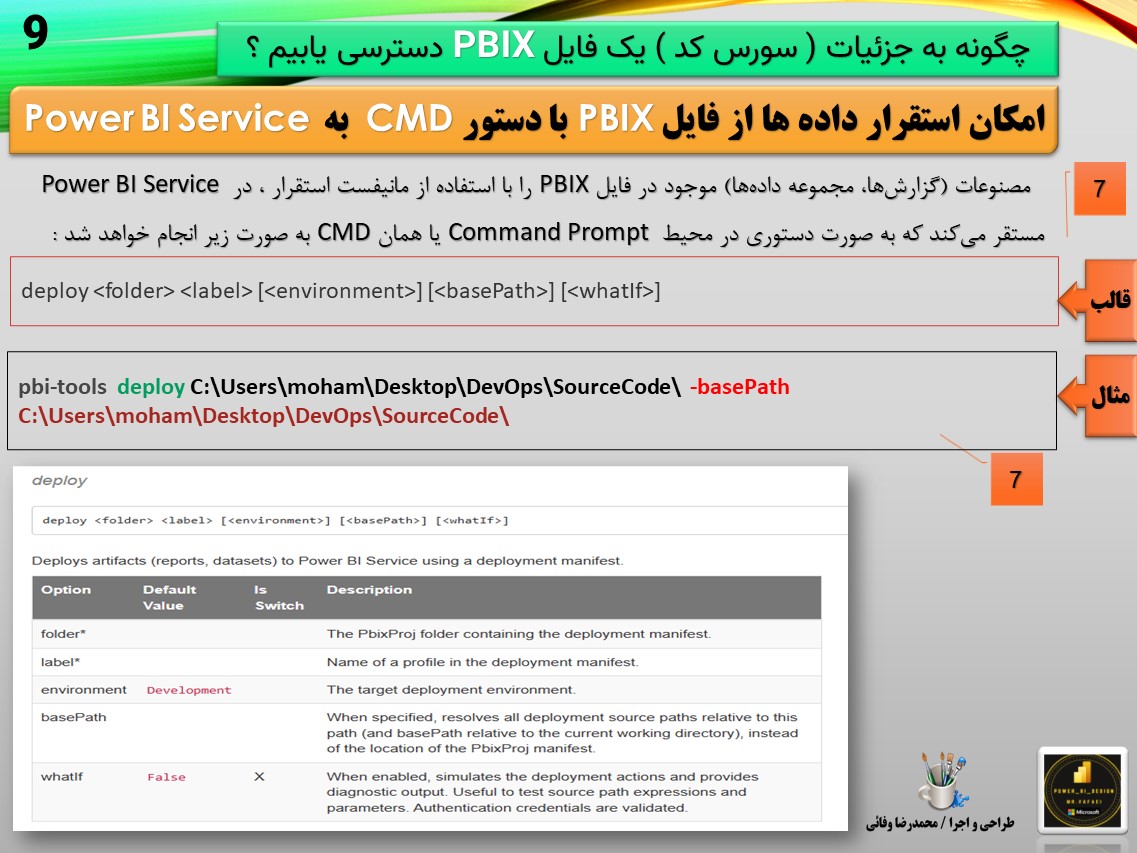 9
چگونه به جزئیات ( سورس کد ) یک فایل PBIX دسترسی یابیم ؟
امکان استقرار داده ها از فایل PBIX با دستور CMD به Power BI Service
7
مصنوعات (گزارش‌ها، مجموعه داده‌ها) موجود در فایل PBIX را با استفاده از مانیفست استقرار ، در Power BI Service
مستقر می‌کند که به صورت دستوری در محیط Command Prompt یا همان CMD به صورت زیر انجام خواهد شد :
قالب
deploy <folder> <label> [<environment>] [<basePath>] [<whatIf>]
مثال
pbi-tools deploy C:\Users\moham\Desktop\DevOps\SourceCode\ -basePath
C:\Users\moham\Desktop\DevOps\SourceCode\
7
deploy
deploy <folder> <label> [<environment>] [<basePath>] [<whatIf>]
Deploys artifacts (reports, datasets) to Power BI Service using a deployment manifest.
Option Default Value Is Switch Description
folder* The PbixProj folder containing the deployment manifest.
label* Name of a profile in the deployment manifest.
environment Development The target deployment environment.
basePath When specified, resolves all deployment source paths relative to this
path (and basePath relative to the current working directory), instead
of the location of the PbixProj manifest.
whatIf False X When enabled, simulates the deployment actions and provides
diagnostic output. Useful to test source path expressions and
parameters. Authentication credentials are validated.
طراحی و اجرا / محمدرضا وفائی
POWER_BI_DESIGN
MR.VAFAEI
Microsoft